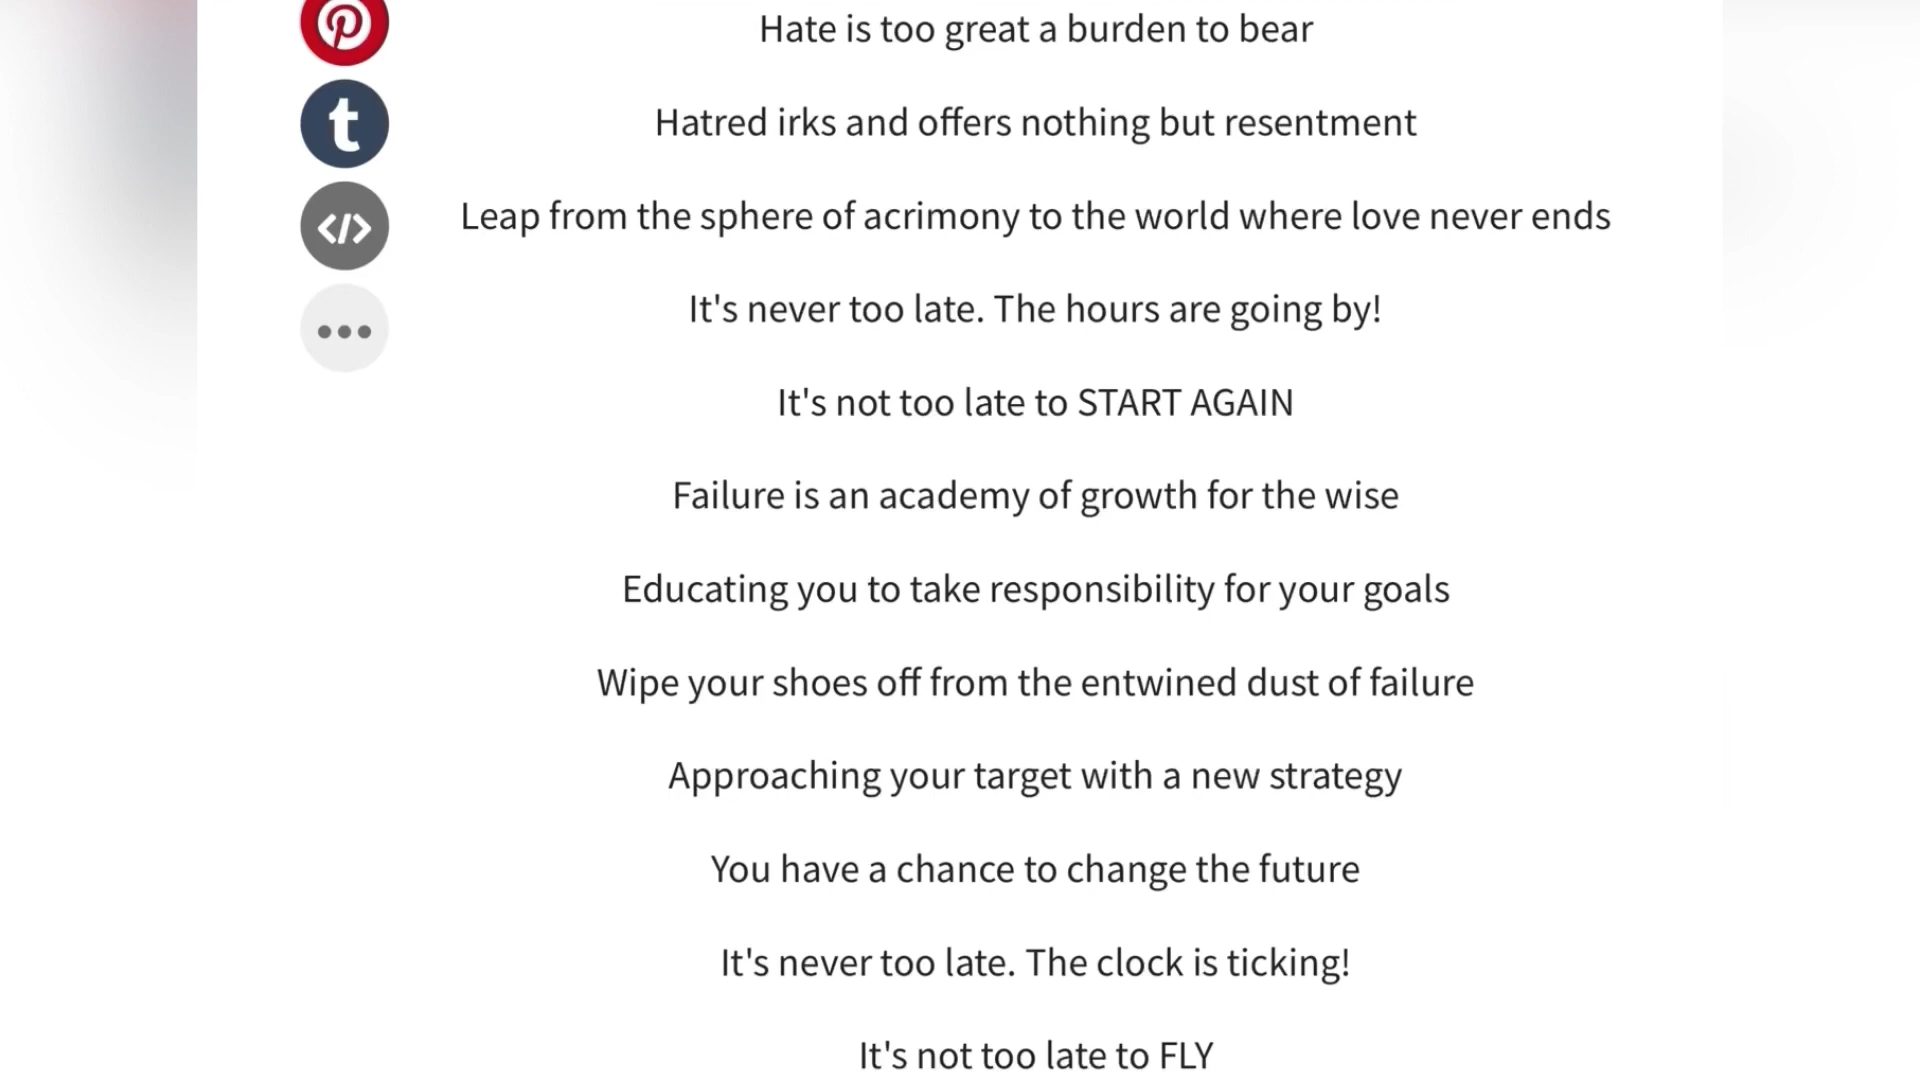 Hate is too great a burden to bear
Hatred irks and offers nothing but resentment
Leap from the sphere of acrimony to the world where love never ends
It's never too late. The hours are going by!
It's not too late to START AGAIN
Failure is an academy of growth for the wise
Educating you to take responsibility for your goals
Wipe your shoes off from the entwined dust of failure
Approaching your target with a new strategy
You have a chance to change the future
It's never too late. The clock is ticking!
It's not too late to FLY